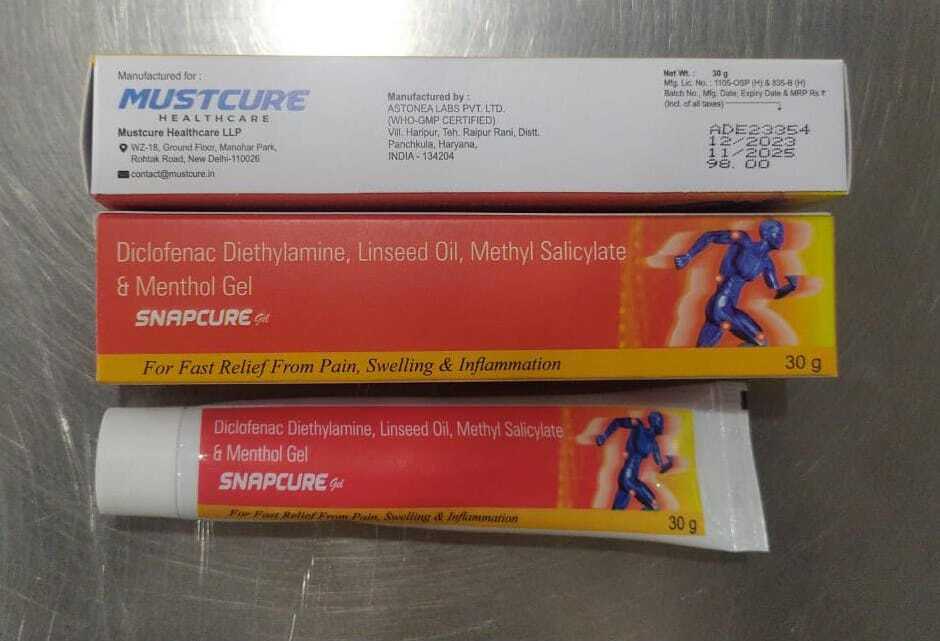 Manufactured for :
MUSTCURE
HEALTHCARE
Mustcure Healthcare LLP
WZ-18, Ground Floor, Manohar Park,
Rohtak Road, New Delhi-110026
contact@mustcure.in
Manufactured by :
ASTONEA LABS PVT. LTD.
(WHO-GMP CERTIFIED)
Vill. Haripur, Teh. Raipur Rani, Distt.
Panchkula, Haryana,
INDIA - 134204
Net Wt. : 30 g
Mfg. Lic. No. : 1105-OSP (H) & 835-B (H)
Batch No., Mfg. Date, Expiry Date & MRP Rs ₹
(Incl. of all taxes)
ADE23354
12/2023
11/2025
98.00
Diclofenac Diethylamine, Linseed Oil, Methyl Salicylate
& Menthol Gel
SNAPCURE Gel
For Fast Relief From Pain, Swelling & Inflammation
30 g
Diclofenac Diethylamine, Linseed Oil, Methyl Salicylate
& Menthol Gel
SNAPCURE Gel
For Fast Relief From Pain, Swelling & Inflammation
30 g